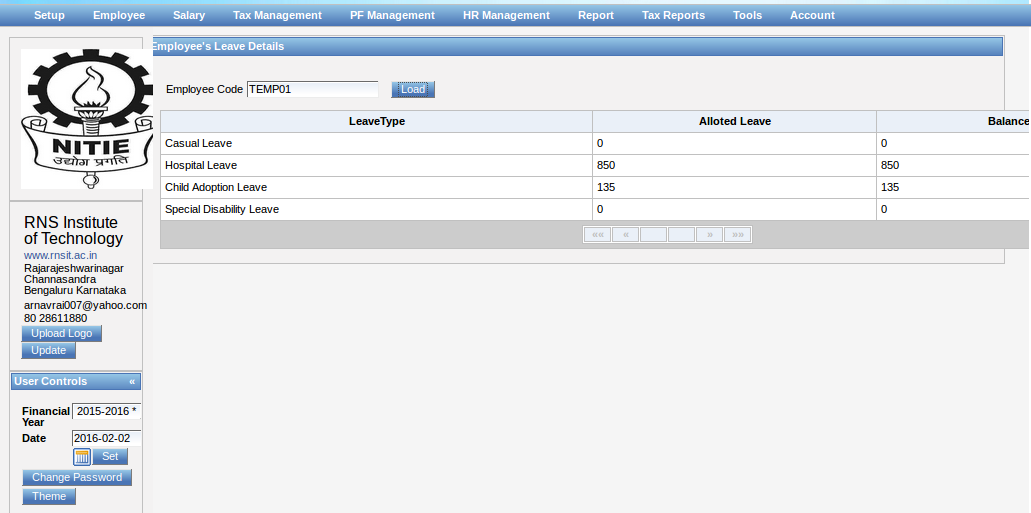 Setup Employee Salary Tax Management PF Management HR Management Report Tax Reports Tools Account
NITIE
उद्योग प्रगति
RNS Institute
of Technology
www.rnsit.ac.in
Rajarajeshwarinagar
Channasandra
Bengaluru Karnataka
arnavrai007@yahoo.com
80 28611880
Upload Logo
Update
User Controls «
Financial Year 2015-2016 *
Date 2016-02-02
Set
Change Password
Theme
Employee's Leave Details
Employee Code TEMP01 Load
LeaveType Alloted Leave Balance
Casual Leave 0 0
Hospital Leave 850 850
Child Adoption Leave 135 135
Special Disability Leave 0 0
«« « » »»